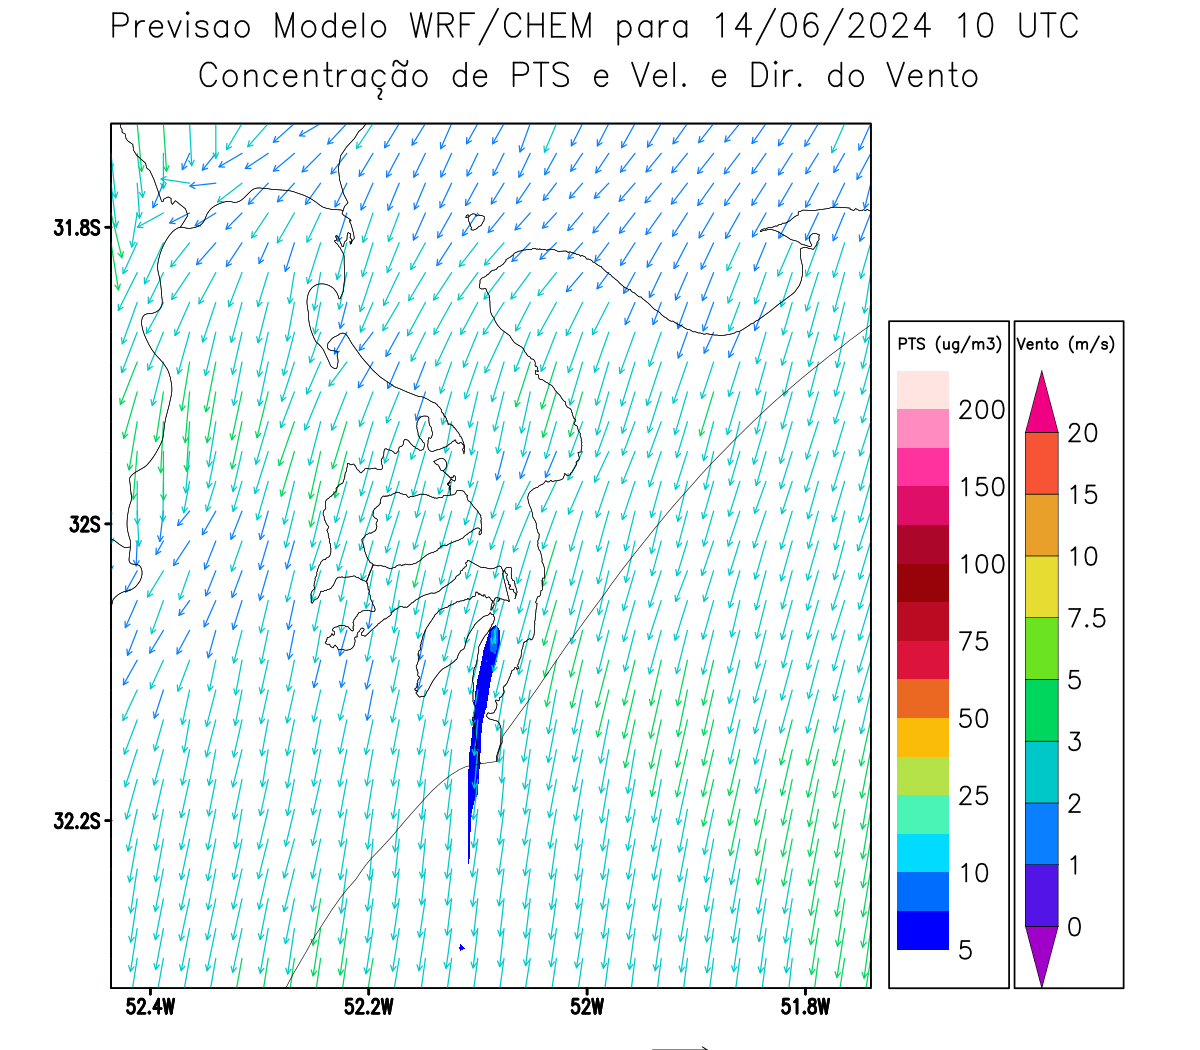 Previsao Modelo WRF/CHEM para 14/06/2024 10 UTC
Concentração de PTS e Vel. e Dir. do Vento
31.8S
32S
32.2S
52.4W 52.2W 52W 51.8W
PTS (ug/m3)
200
150
100
75
50
25
10
5
Vento (m/s)
20
15
10
7.5
5
3
2
1
0